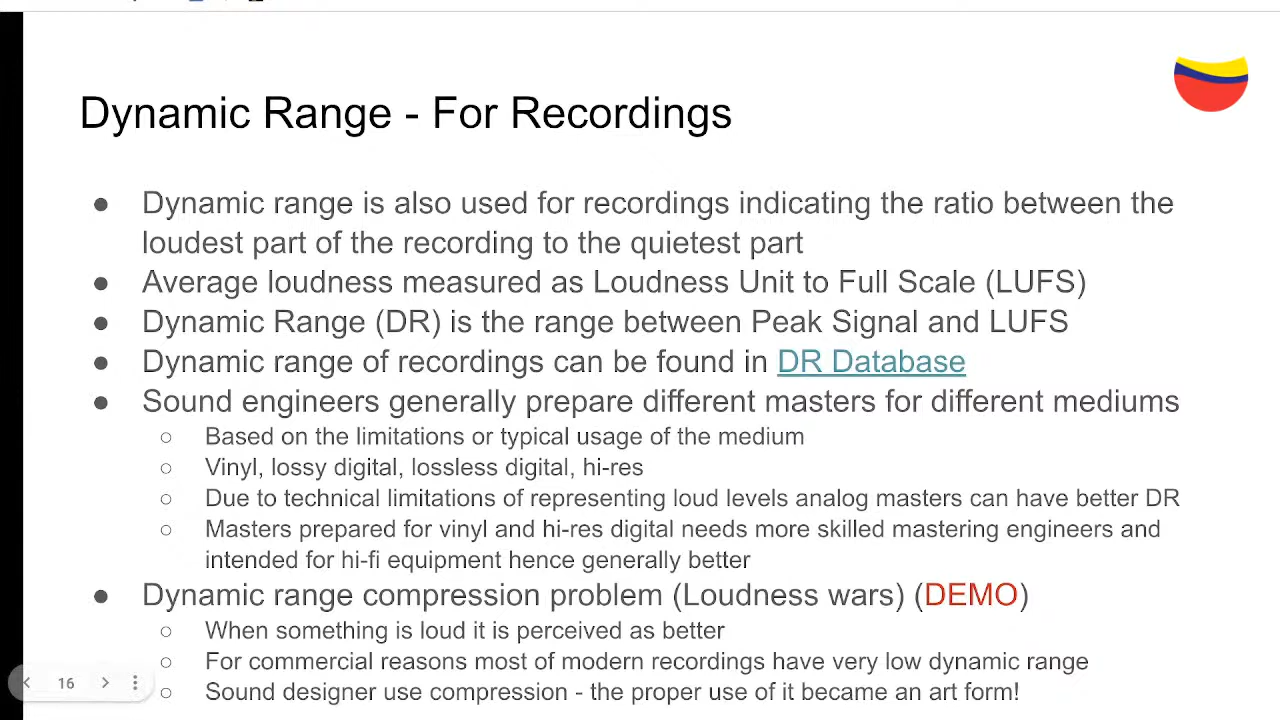 Dynamic Range - For Recordings
● Dynamic range is also used for recordings indicating the ratio between the
loudest part of the recording to the quietest part
● Average loudness measured as Loudness Unit to Full Scale (LUFS)
● Dynamic Range (DR) is the range between Peak Signal and LUFS
● Dynamic range of recordings can be found in DR Database
● Sound engineers generally prepare different masters for different mediums
○ Based on the limitations or typical usage of the medium
○ Vinyl, lossy digital, lossless digital, hi-res
○ Due to technical limitations of representing loud levels analog masters can have better DR
○ Masters prepared for vinyl and hi-res digital needs more skilled mastering engineers and
intended for hi-fi equipment hence generally better
● Dynamic range compression problem (Loudness wars) (DEMO)
○ When something is loud it is perceived as better
○ For commercial reasons most of modern recordings have very low dynamic range
○ Sound designer use compression - the proper use of it became an art form!
16